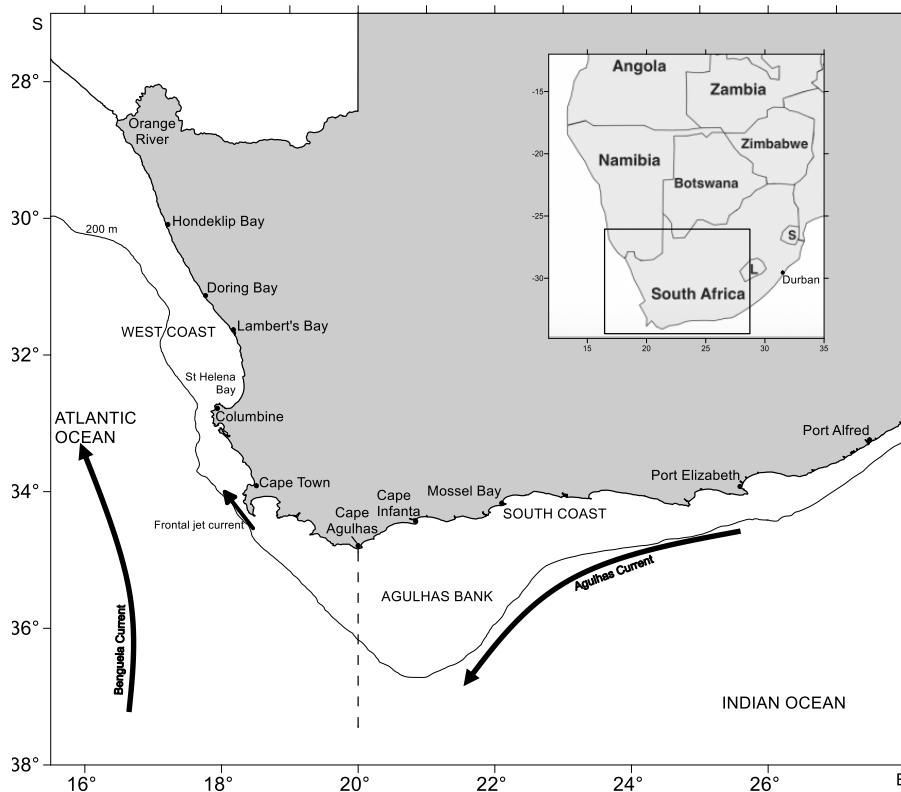 S
28°
30°
32°
34°
36°
38°
16°
18°
20°
22°
24°
26°
E
Orange
River
Hondeklip Bay
200 m
Doring Bay
WEST COAST
Lambert's Bay
St Helena
Bay
Columbine
ATLANTIC
OCEAN
Cape Town
Frontal jet current
Cape
Agulhas
Cape
Infanta
Mossel Bay
SOUTH COAST
Port Elizabeth
Port Alfred
AGULHAS BANK
Agulhas Current
Benguela Current
INDIAN OCEAN
Angola
Zambia
Zimbabwe
Namibia
Botswana
S
L
Durban
South Africa
-15
-20
-25
-30
15
20
25
30
35